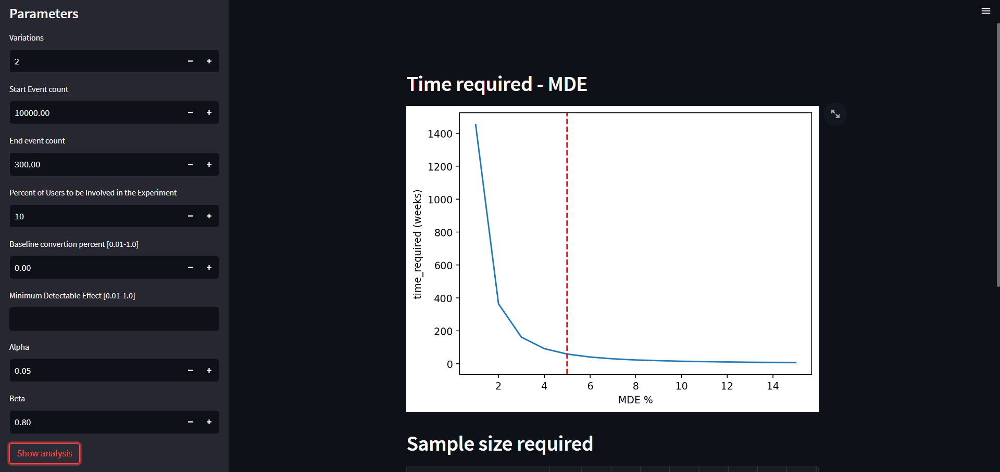 Parameters
Variations
2
Start Event count
10000.00
End event count
300.00
Percent of Users to be Involved in the Experiment
10
Baseline convertion percent [0.01-1.0]
0.00
Minimum Detectable Effect [0.01-1.0]
Alpha
0.05
Beta
0.80
Show analysis
Time required - MDE
time_required (weeks)
1400
1200
1000
800
600
400
200
0
2 4 6 8 10 12 14
MDE %
Sample size required